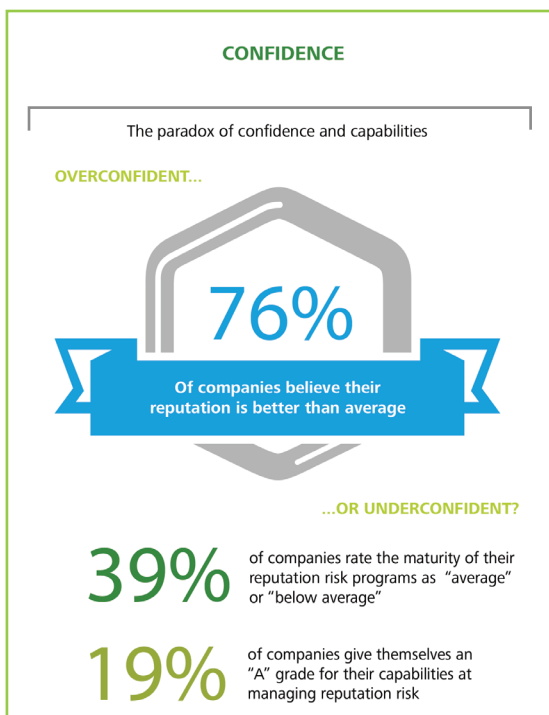 CONFIDENCE
The paradox of confidence and capabilities
OVERCONFIDENT...
76%
Of companies believe their
reputation is better than average
...OR UNDERCONFIDENT?
39%
of companies rate the maturity of their
reputation risk programs as “average”
or “below average”
19%
of companies give themselves an
“A” grade for their capabilities at
managing reputation risk